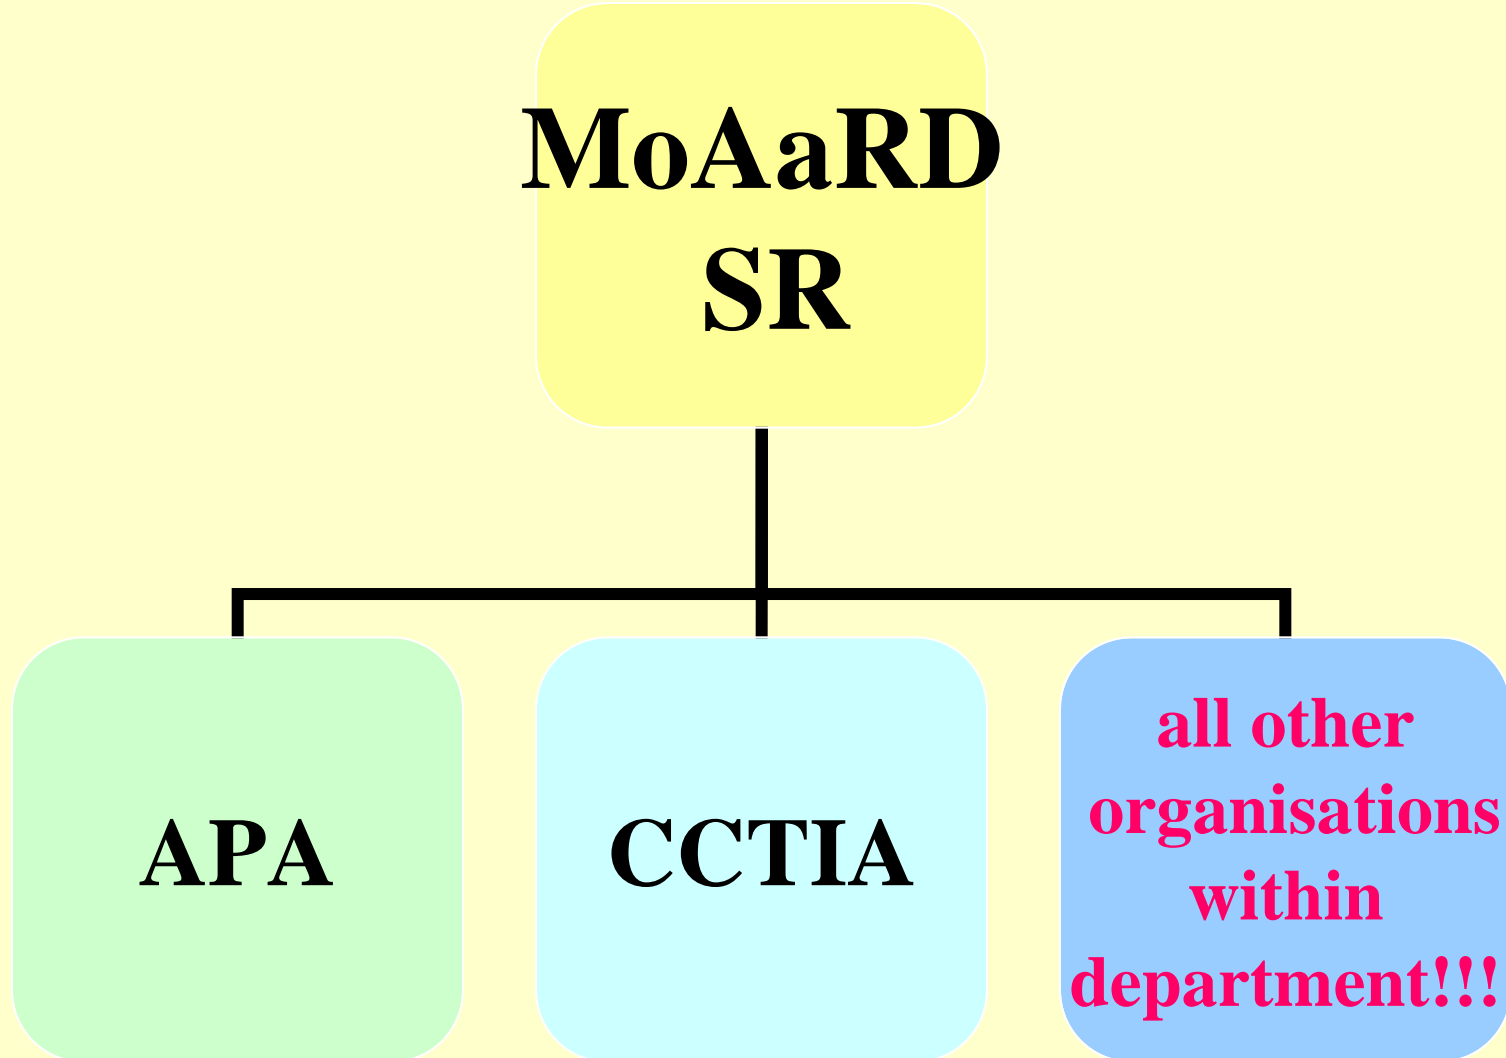 MoAaRD
SR
APA
CCTIA
all other
organisations
within
department!!!